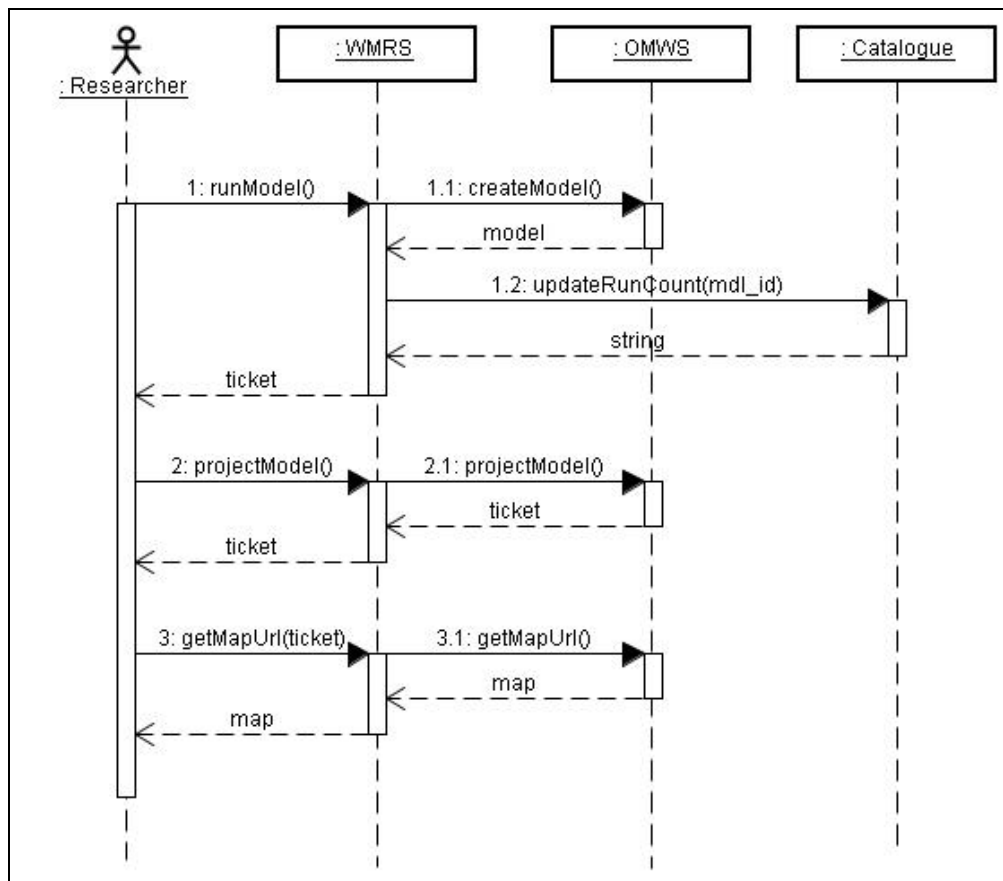 : Researcher
: WMRS
: OMWS
: Catalogue
1: runModel()
1.1: createModel()
model
1.2: updateRunCount(mdl_id)
string
ticket
2: projectModel()
2.1: projectModel()
ticket
ticket
3: getMapUrl(ticket)
3.1: getMapUrl()
map
map